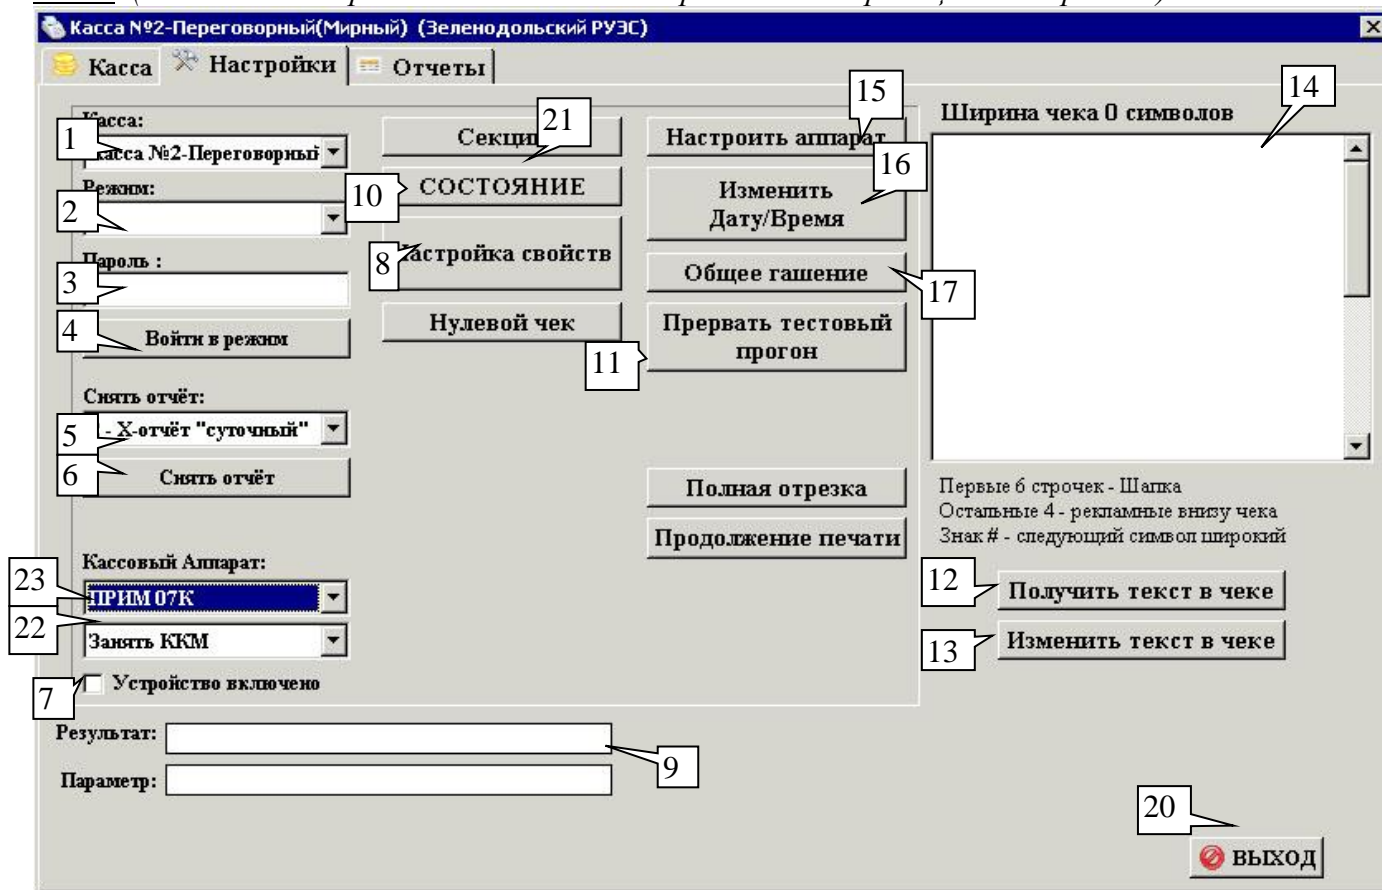 Касса №2-Переговорный(Мирный) (Зеленодольский РУЭС)
Касса
Настройки
Отчеты
Касса:
1
Касса №2-Переговорный
Режим:
2
Пароль :
3
4
Войти в режим
Снять отчёт:
5
- X-отчёт "суточный"
6
Снять отчёт
Кассовый Аппарат:
23
ПРИМ 07К
22
Занять ККМ
7
Устройство включено
Результат:
9
Параметр:
21
10
СОСТОЯНИЕ
8
Настройка свойств
Нулевой чек
15
Настроить аппарат
16
Изменить
Дату/Время
Общее гашение
17
Прервать тестовый
прогон
11
Полная отрезка
Продолжение печати
14
Ширина чека 0 символов
Первые 6 строчек - Шапка
Остальные 4 - рекламные внизу чека
Знак # - следующий символ широкий
12
Получить текст в чеке
13
Изменить текст в чеке
20
ВЫХОД